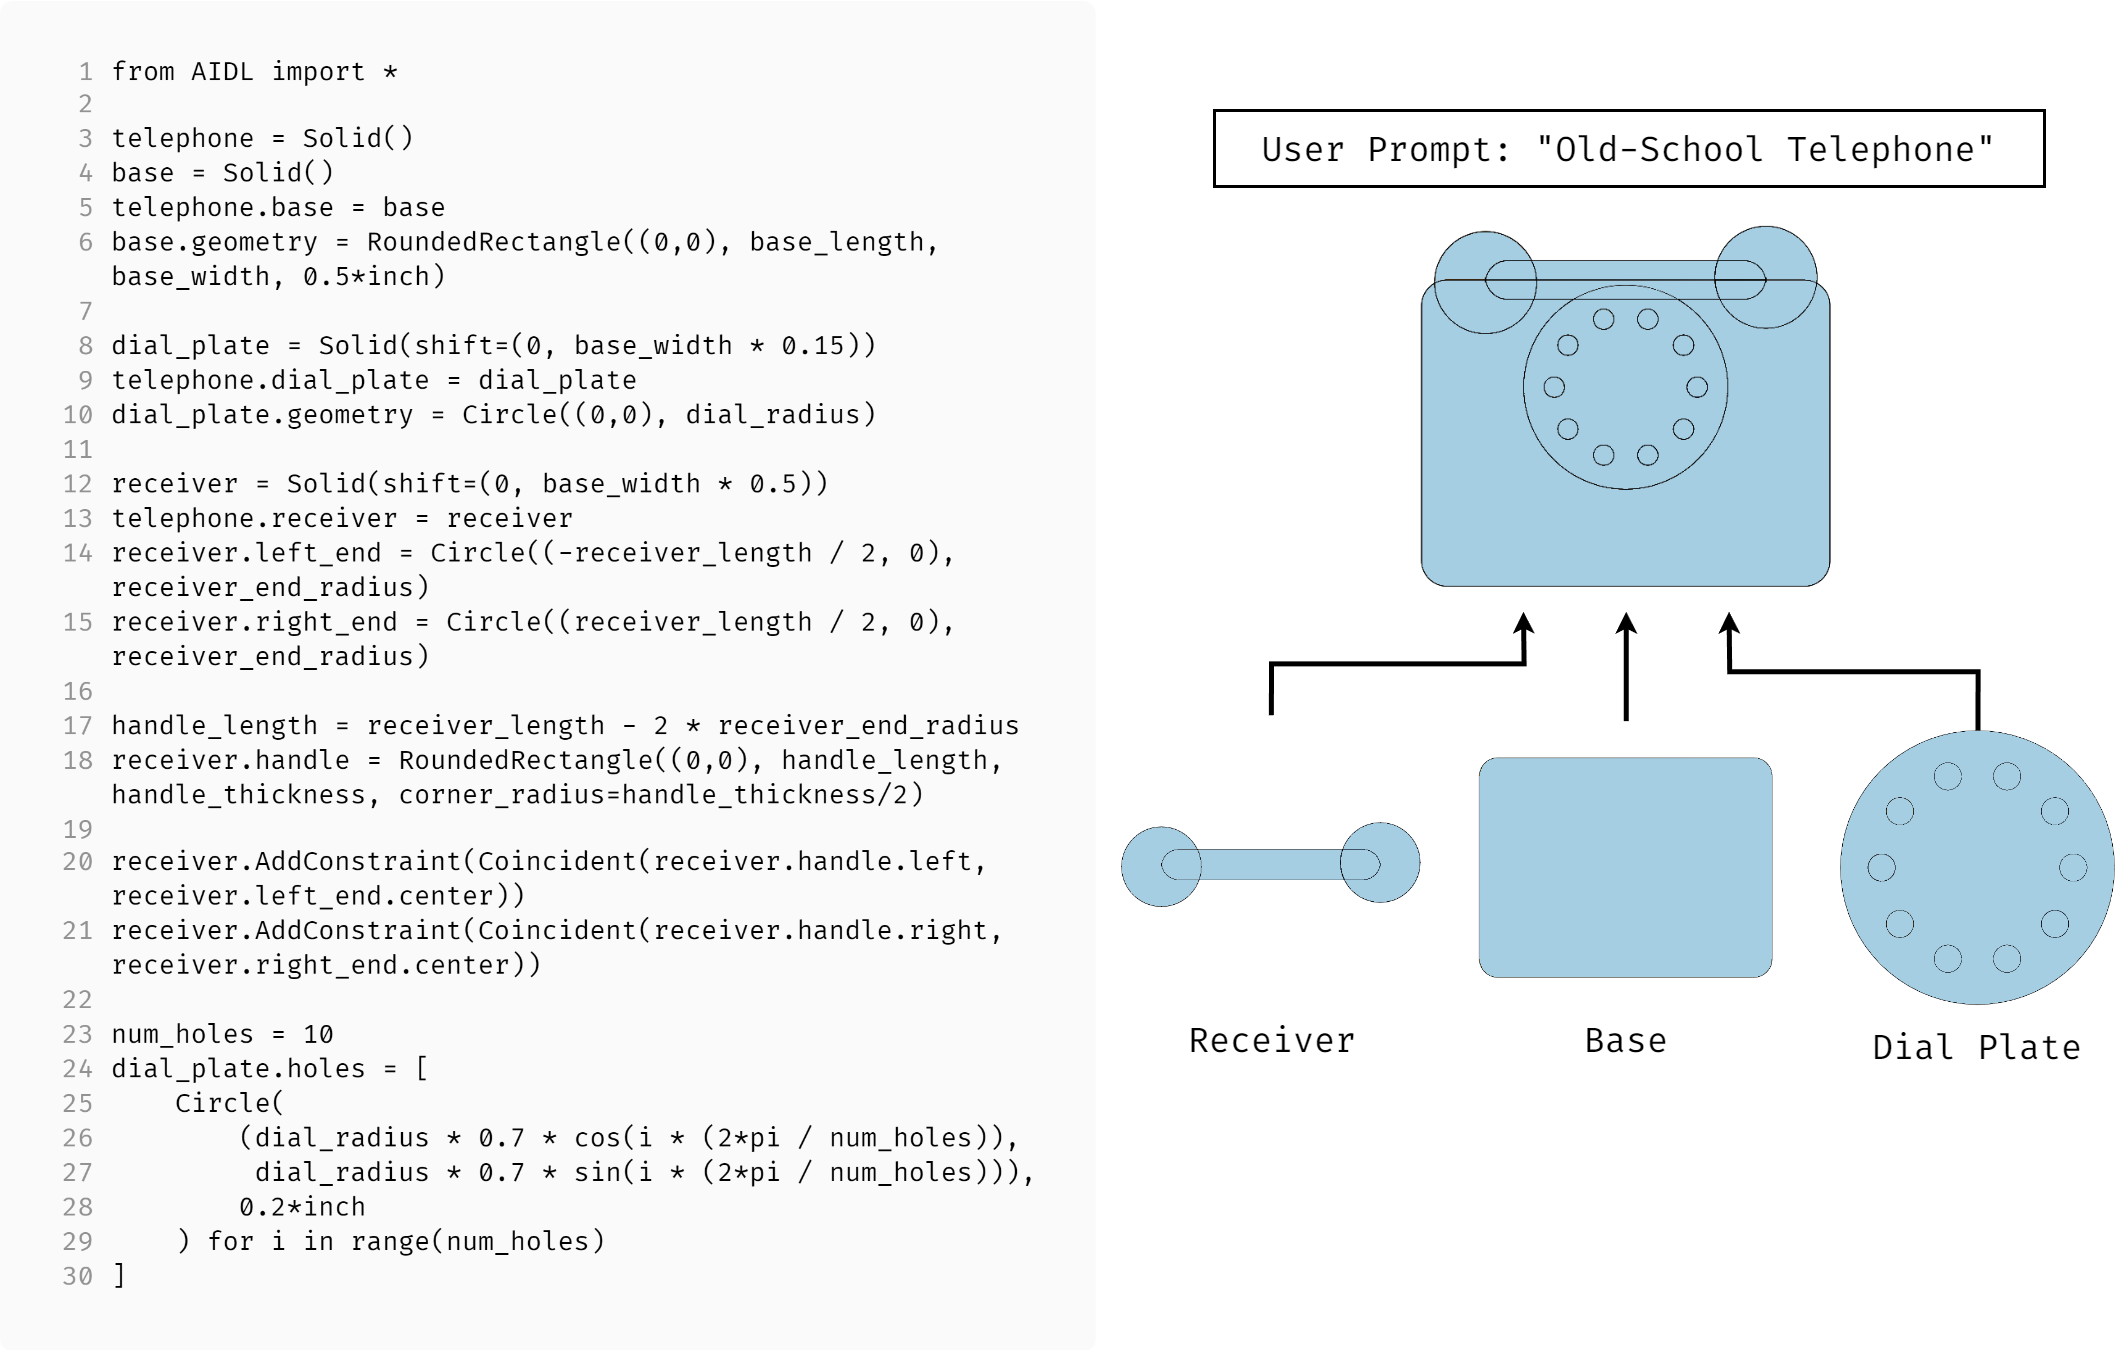 1 from AIDL import *
2
3 telephone = Solid()
4 base = Solid()
5 telephone.base = base
6 base.geometry = RoundedRectangle((0,0), base_length,
base_width, 0.5*inch)
7
8 dial_plate = Solid(shift=(0, base_width * 0.15))
9 telephone.dial_plate = dial_plate
10 dial_plate.geometry = Circle((0,0), dial_radius)
11
12 receiver = Solid(shift=(0, base_width * 0.5))
13 telephone.receiver = receiver
14 receiver.left_end = Circle((-receiver_length / 2, 0),
receiver_end_radius)
15 receiver.right_end = Circle((receiver_length / 2, 0),
receiver_end_radius)
16
17 handle_length = receiver_length - 2 * receiver_end_radius
18 receiver.handle = RoundedRectangle((0,0), handle_length,
handle_thickness, corner_radius=handle_thickness/2)
19
20 receiver.AddConstraint(Coincident(receiver.handle.left,
receiver.left_end.center))
21 receiver.AddConstraint(Coincident(receiver.handle.right,
receiver.right_end.center))
22
23 num_holes = 10
24 dial_plate.holes = [
25     Circle(
26         (dial_radius * 0.7 * cos(i * (2*pi / num_holes)),
27          dial_radius * 0.7 * sin(i * (2*pi / num_holes))),
28         0.2*inch
29     ) for i in range(num_holes)
30 ]
User Prompt: "Old-School Telephone"
Receiver
Base
Dial Plate